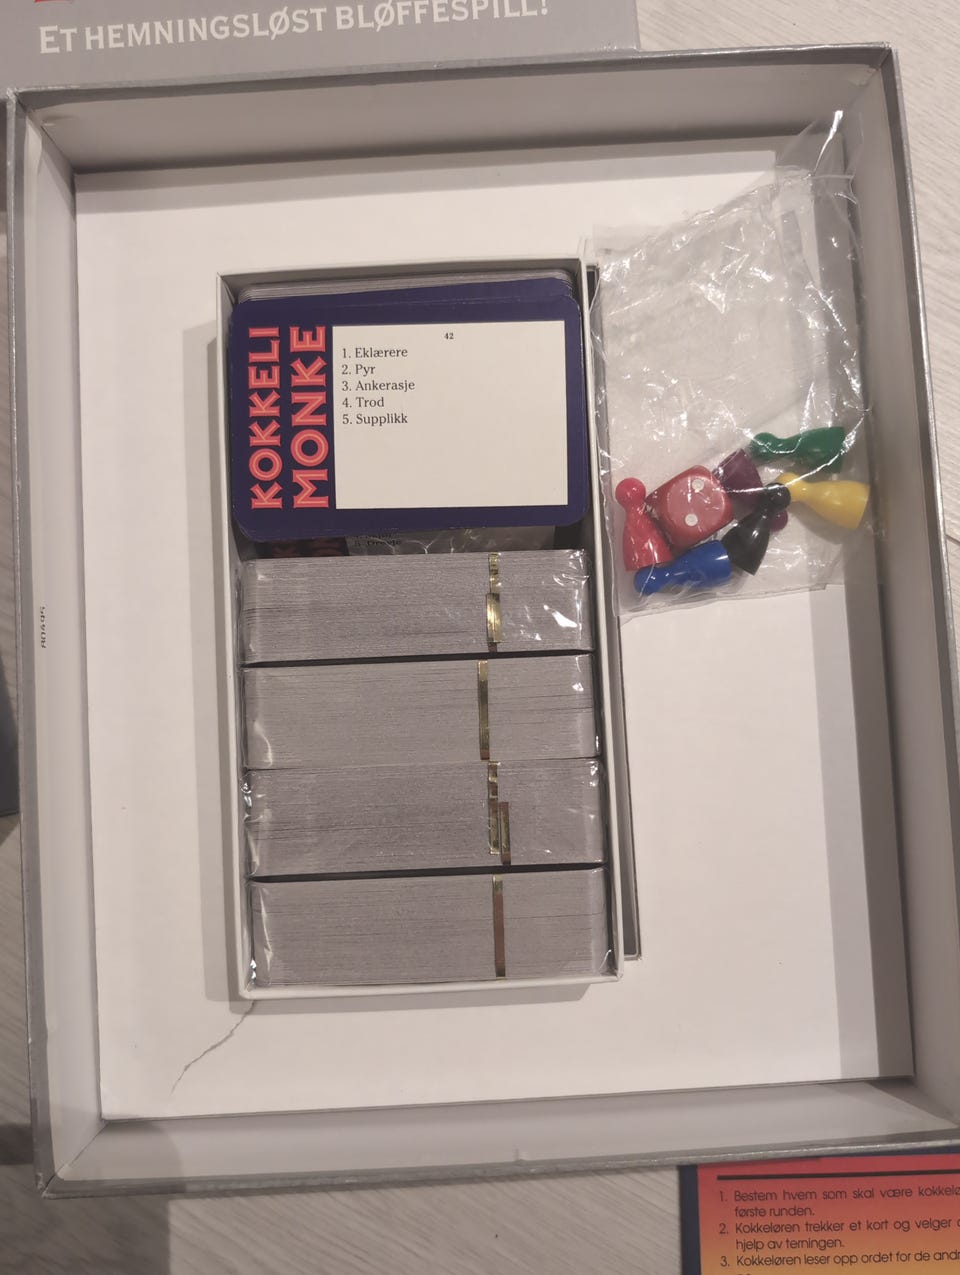 ET HEMNINGSLØST BLØFFESPILL!
KOKKELI
MONKE
42
1. Eklærere
2. Pyr
3. Ankerasje
4. Trod
5. Supplikk
80495
1. Bestem hvem som skal være
første runden.
2. Kokkeløren trekker et kort og velger
hjelp av terningen.
3. Kokkeløren leser opp ordet for de